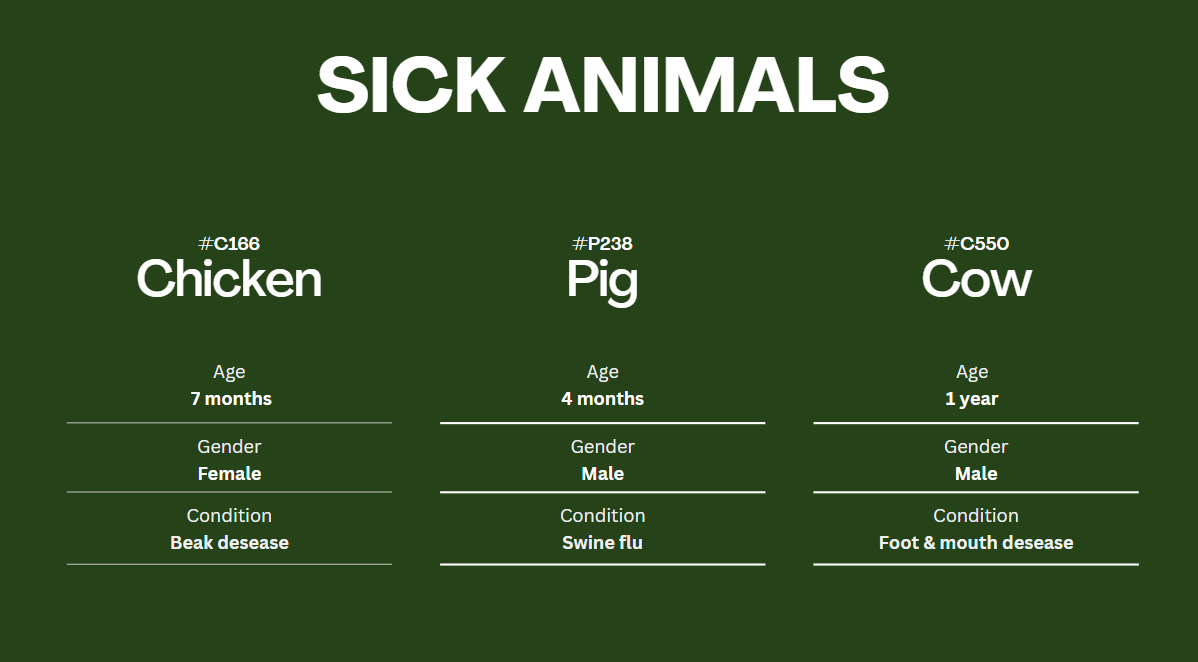 SICK ANIMALS
#C166
Chicken
Age
7 months
Gender
Female
Condition
Beak desease
#P238
Pig
Age
4 months
Gender
Male
Condition
Swine flu
#C550
Cow
Age
1 year
Gender
Male
Condition
Foot & mouth desease